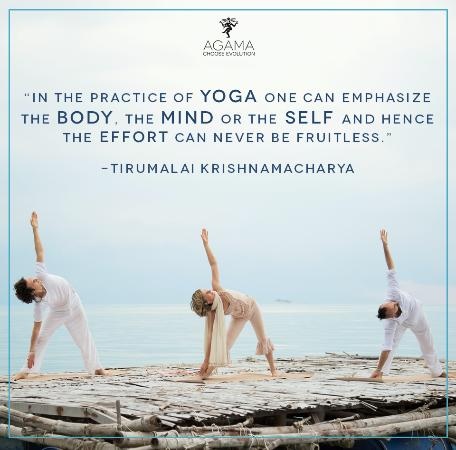 AGAMA
CHOOSE EVOLUTION
“IN THE PRACTICE OF YOGA ONE CAN EMPHASIZE
THE BODY, THE MIND OR THE SELF AND HENCE
THE EFFORT CAN NEVER BE FRUITLESS.”
–TIRUMALAI KRISHNAMACHARYA